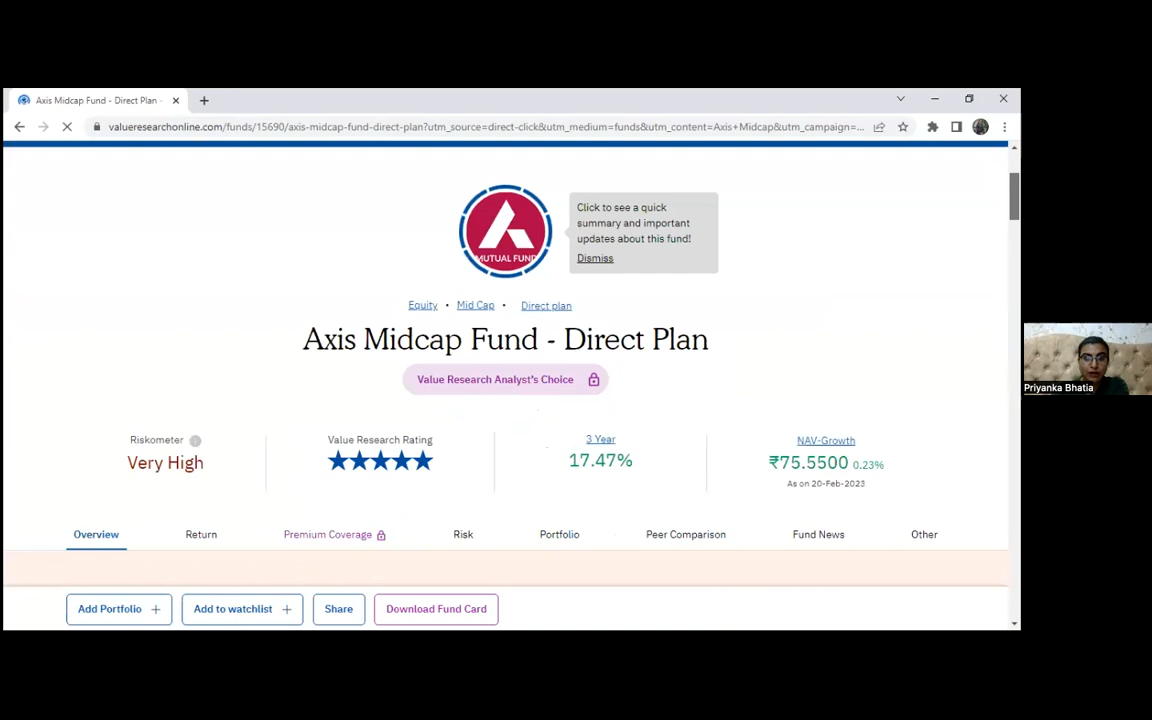 Axis Midcap Fund - Direct Plan -
valueresearchonline.com/funds/15690/axis-midcap-fund-direct-plan?utm_source=direct-click&utm_medium=funds&utm_content=Axis+Midcap&utm_campaign=...
MUTUAL FUND
Click to see a quick
summary and important
updates about this fund!
Dismiss
Equity • Mid Cap • Direct plan
Axis Midcap Fund - Direct Plan
Value Research Analyst's Choice
Riskometer
Very High
Value Research Rating
3 Year
17.47%
NAV-Growth
₹75.5500 0.23%
As on 20-Feb-2023
Overview Return Premium Coverage Risk Portfolio Peer Comparison Fund News Other
Add Portfolio + Add to watchlist + Share Download Fund Card
Priyanka Bhatia